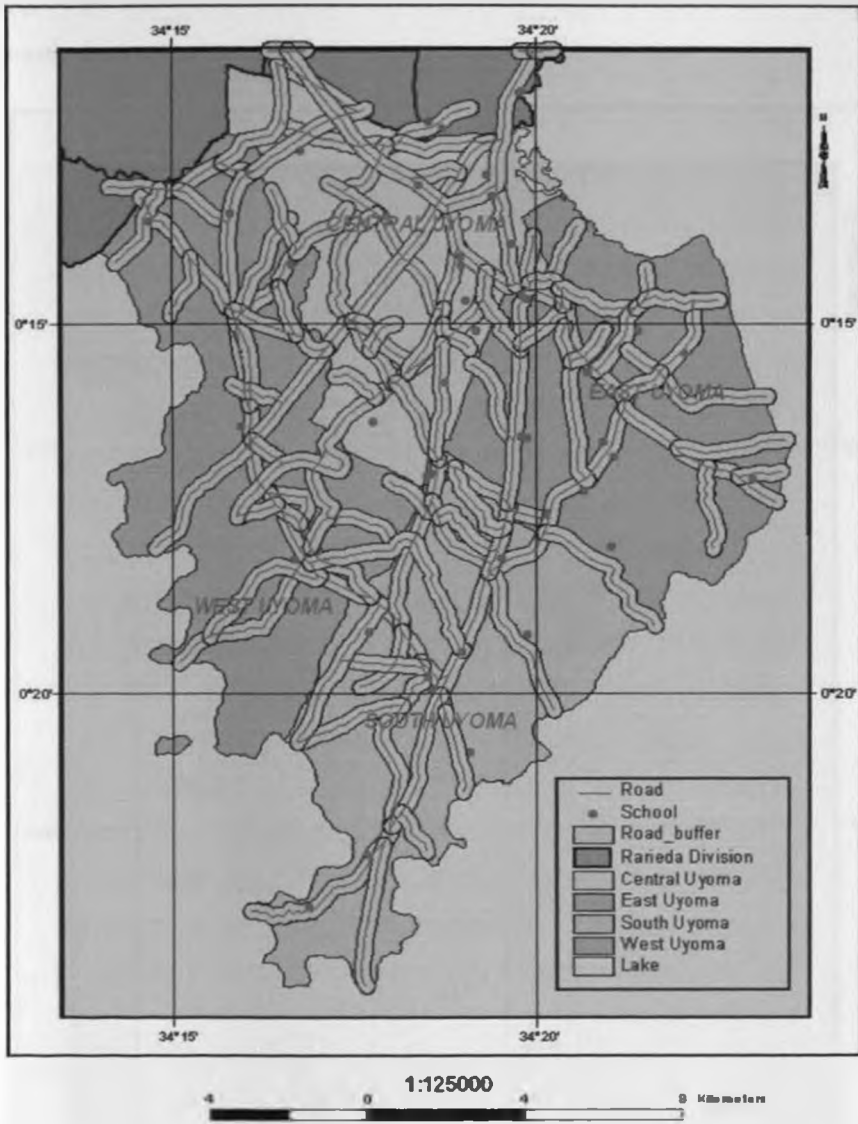 34°15' 34°20'
CENTRAL UYOMA
0°15' 0°15'
EAST UYOMA
WEST UYOMA
0°20' 0°20'
SOUTH UYOMA
Road
School
Road_buffer
Rarieda Division
Central Uyoma
East Uyoma
South Uyoma
West Uyoma
Lake
34°15' 34°20'
1:125000
4 0 4 8 Kilometers